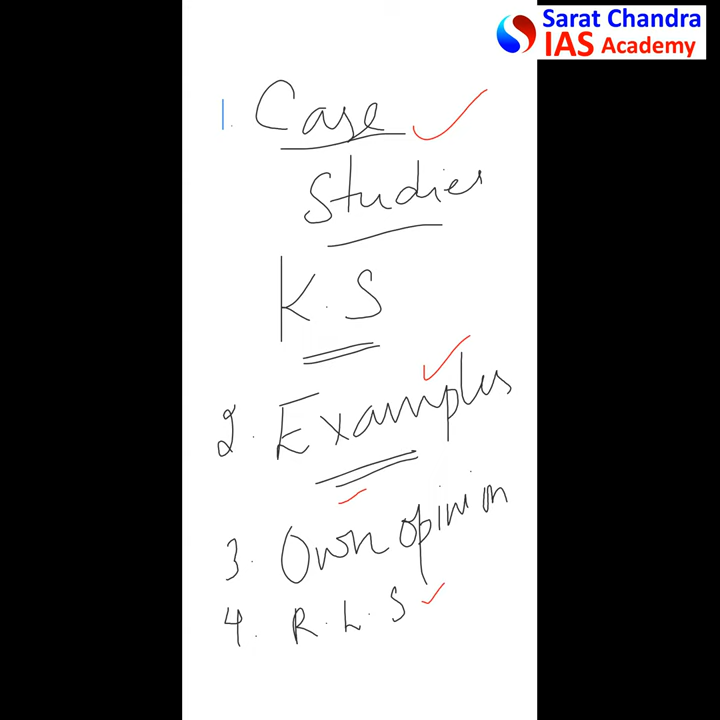 Sarat Chandra
IAS Academy
1. Case
Studies
K.S
2. Examples
3. Own opinion
4. R.L.S